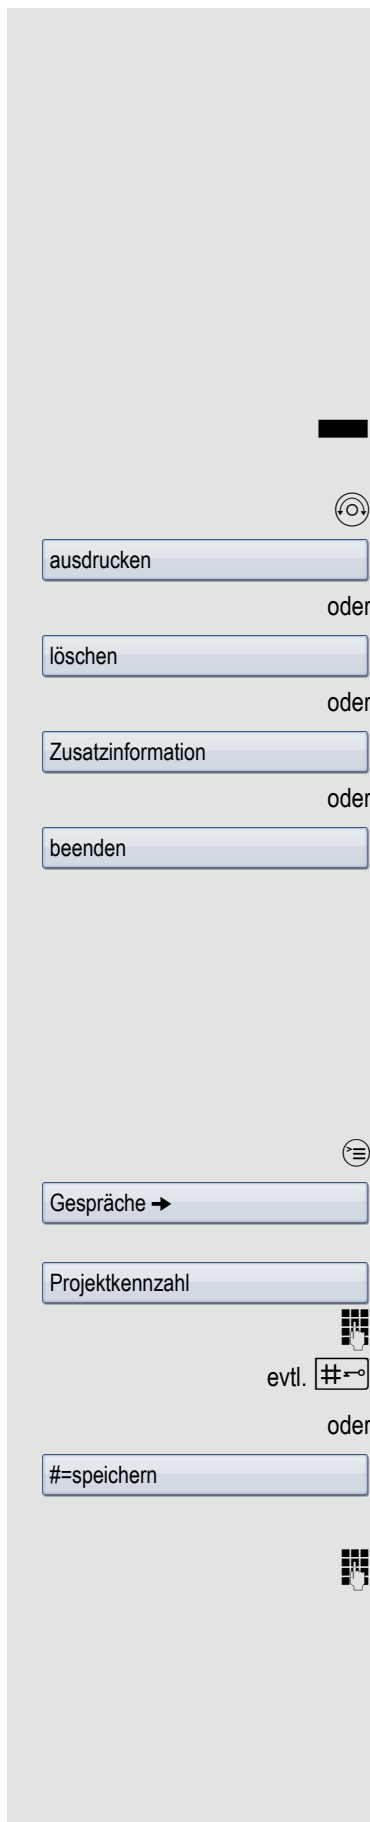 ausdrucken
oder
löschen
oder
Zusatzinformation
oder
beenden
Gespräche →
Projektkennzahl
evtl. #
oder
#=speichern